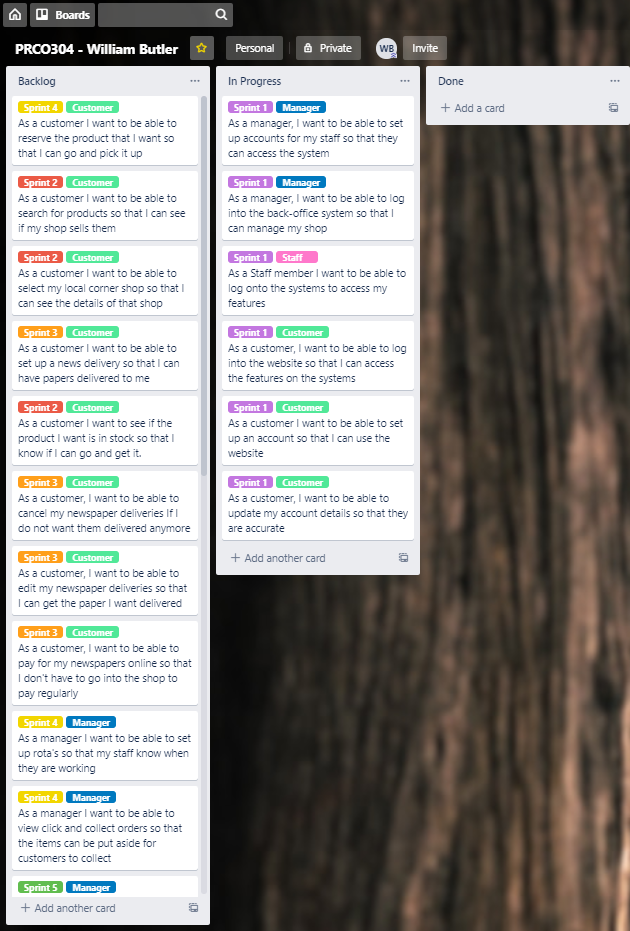 Boards
PRCO304 - William Butler
Personal
Private
WB
Invite
Backlog
Sprint 4 Customer
As a customer I want to be able to
reserve the product that I want so
that I can go and pick it up
Sprint 2 Customer
As a customer I want to be able to
search for products so that I can see
if my shop sells them
Sprint 2 Customer
As a customer I want to be able to
select my local corner shop so that I
can see the details of that shop
Sprint 3 Customer
As a customer I want to be able to
set up a news delivery so that I can
have papers delivered to me
Sprint 2 Customer
As a customer I want to see if the
product I want is in stock so that I
know if I can go and get it.
Sprint 3 Customer
As a customer, I want to be able to
cancel my newspaper deliveries If I
do not want them delivered anymore
Sprint 3 Customer
As a customer, I want to be able to
edit my newspaper deliveries so that
I can get the paper I want delivered
Sprint 3 Customer
As a customer, I want to be able to
pay for my newspapers online so that
I don't have to go into the shop to
pay regularly
Sprint 4 Manager
As a manager I want to be able to set
up rota's so that my staff know when
they are working
Sprint 4 Manager
As a manager I want to be able to
view click and collect orders so that
the items can be put aside for
customers to collect
Sprint 5 Manager
+ Add another card
In Progress
Sprint 1 Manager
As a manager, I want to be able to set
up accounts for my staff so that they
can access the system
Sprint 1 Manager
As a manager, I want to be able to log
into the back-office system so that I
can manage my shop
Sprint 1 Staff
As a Staff member I want to be able to
log onto the systems to access my
features
Sprint 1 Customer
As a customer, I want to be able to log
into the website so that I can access
the features on the systems
Sprint 1 Customer
As a customer I want to be able to set
up an account so that I can use the
website
Sprint 1 Customer
As a customer, I want to be able to
update my account details so that they
are accurate
+ Add another card
Done
+ Add a card